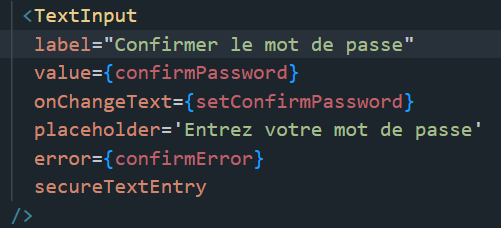 <TextInput
label="Confirmer le mot de passe"
value={confirmPassword}
onChangeText={setConfirmPassword}
placeholder='Entrez votre mot de passe'
error={confirmError}
secureTextEntry
/>